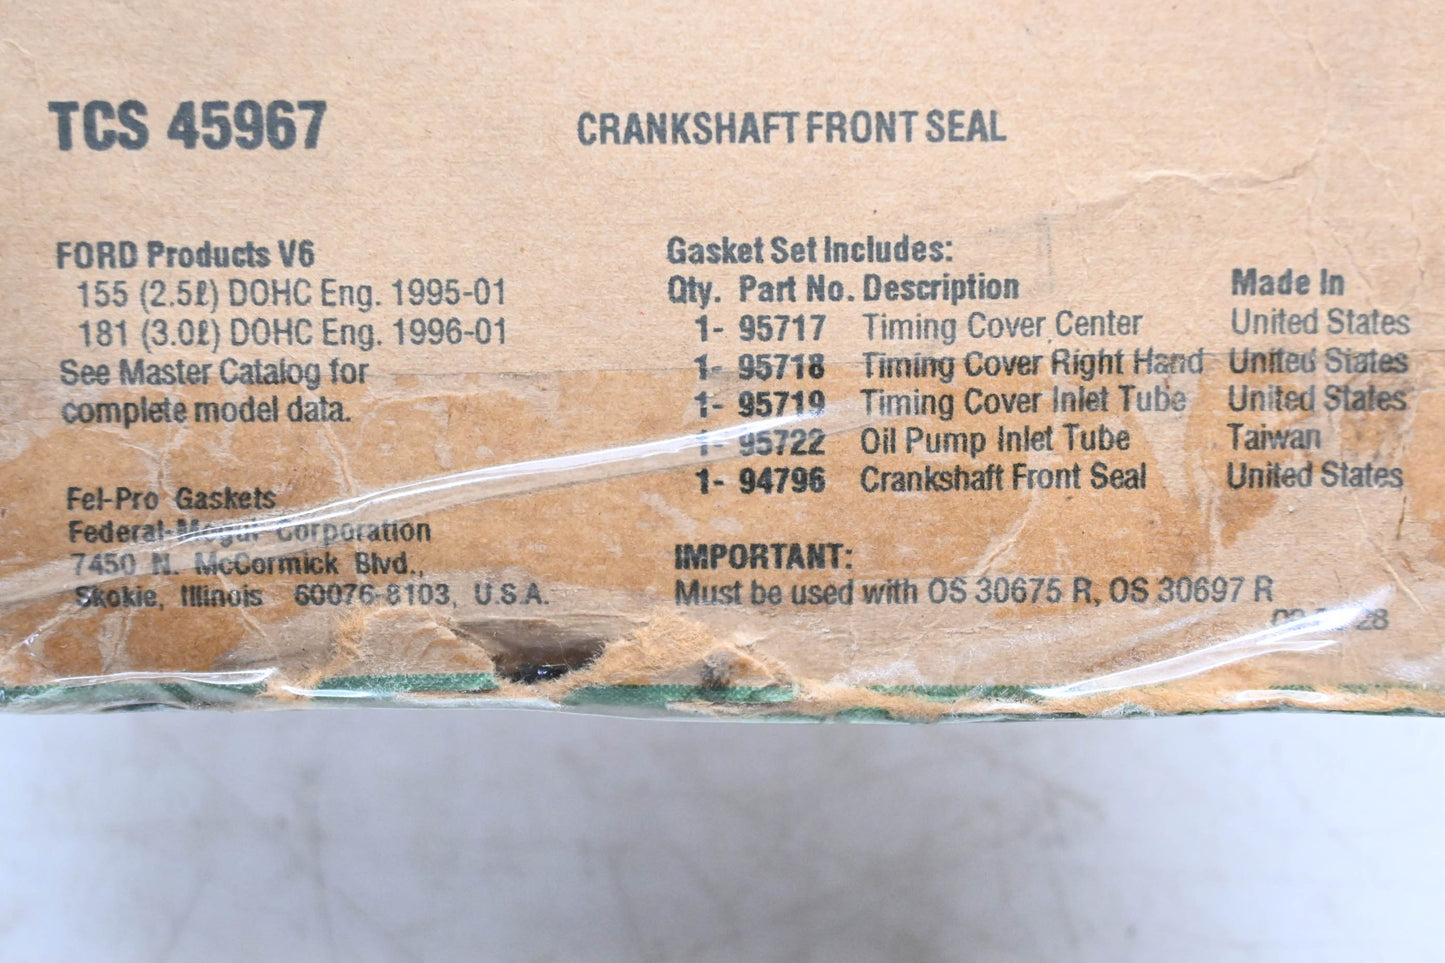 TCS 45967
CRANKSHAFT FRONT SEAL
FORD Products V6
155 (2.5ℓ) DOHC Eng. 1995-01
181 (3.0ℓ) DOHC Eng. 1996-01
See Master Catalog for
complete model data.
Fel-Pro Gaskets
Federal-Mogul Corporation
7450 N. McCormick Blvd.,
Skokie, Illinois 60076-8103, U.S.A.
Gasket Set Includes:
Qty. Part No. Description Made In
1- 95717 Timing Cover Center United States
1- 95718 Timing Cover Right Hand United States
1- 95719 Timing Cover Inlet Tube United States
1- 95722 Oil Pump Inlet Tube Taiwan
1- 94796 Crankshaft Front Seal United States
IMPORTANT:
Must be used with OS 30675 R, OS 30697 R